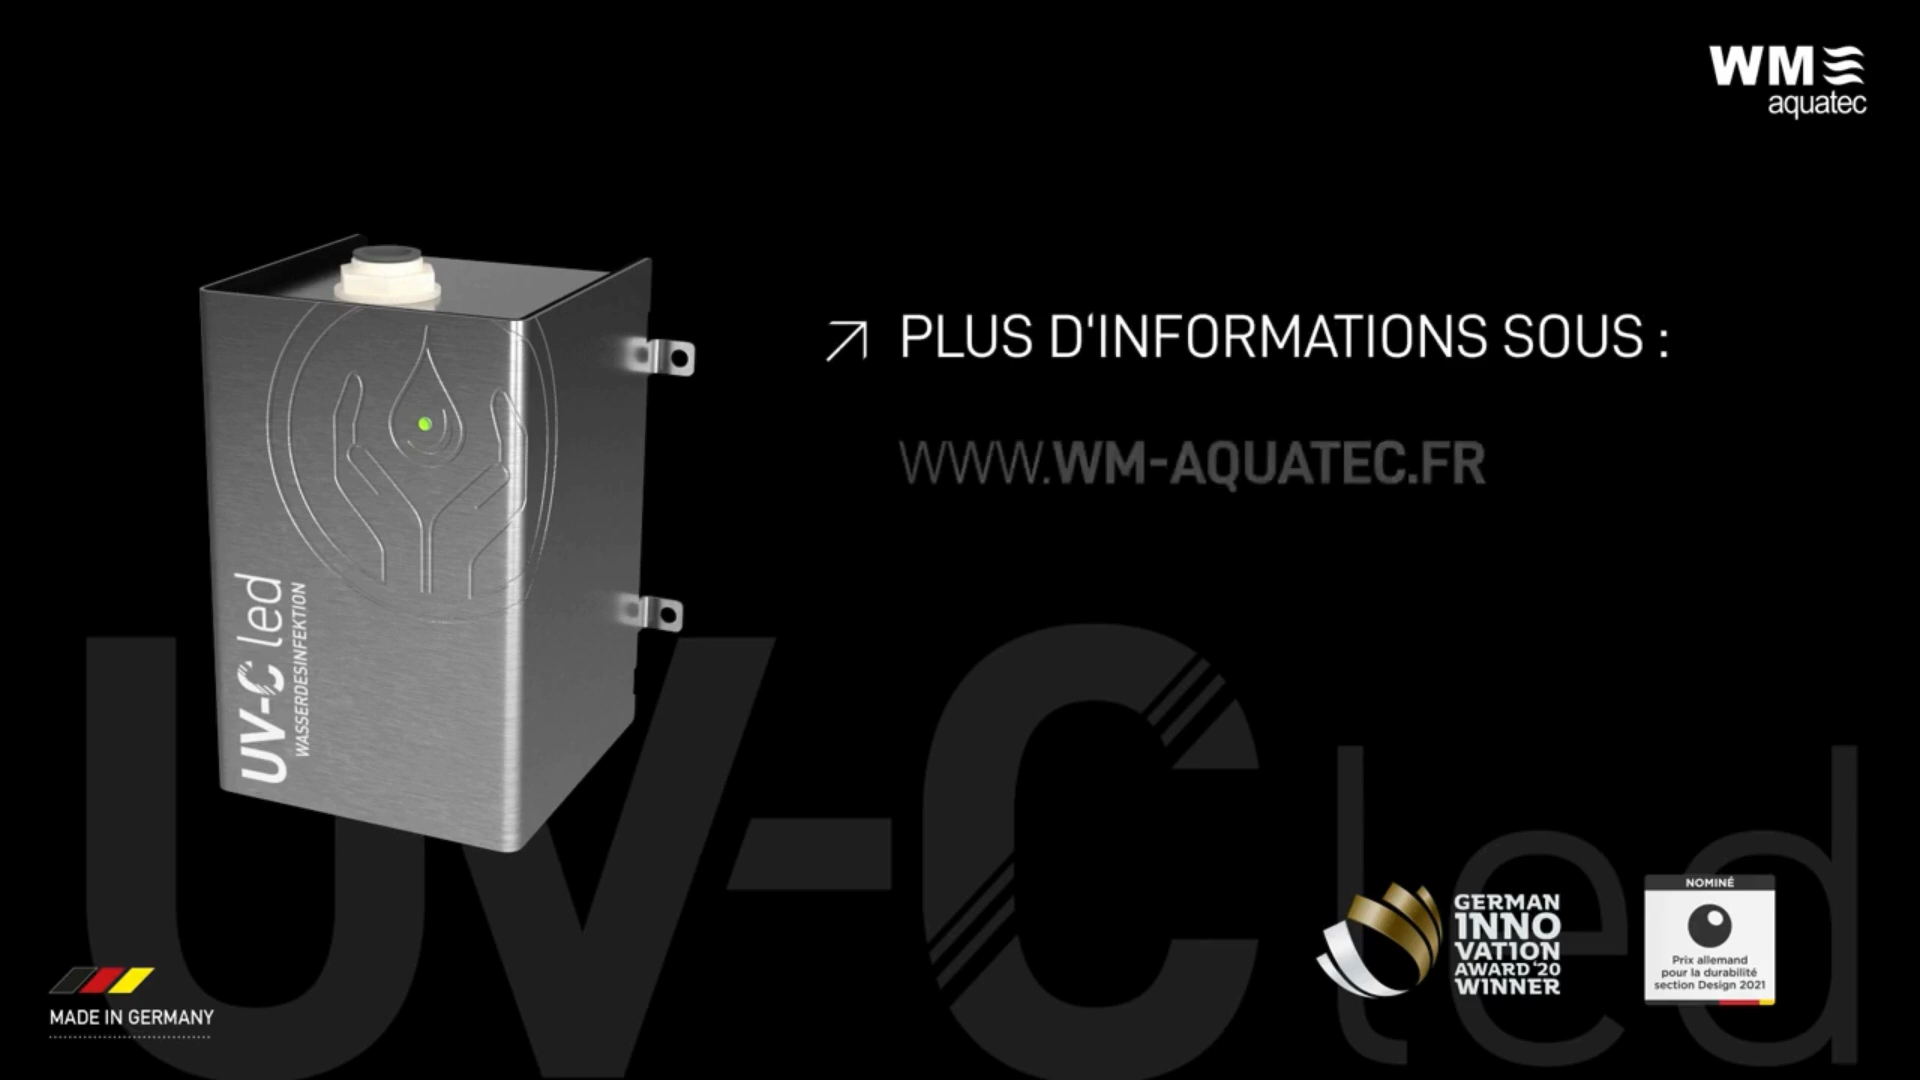 WM
aquatec
PLUS D‘INFORMATIONS SOUS :
WWW.WM-AQUATEC.FR
UV-C led
WASSERDESINFEKTION
UV-C led
GERMAN
INNO
VATION
AWARD '20
WINNER
NOMINÉ
Prix allemand
pour la durabilité
section Design 2021
MADE IN GERMANY